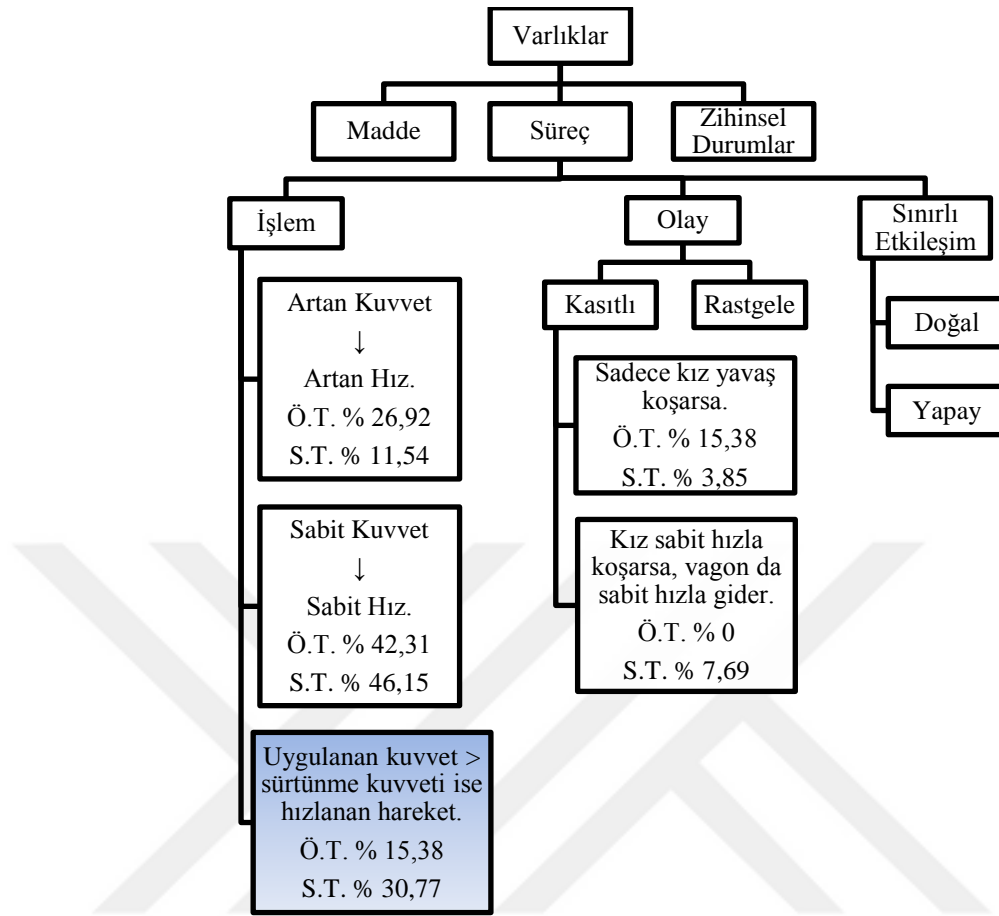 Varlıklar
Madde
Süreç
Zihinsel
Durumlar
İşlem
Olay
Sınırlı
Etkileşim
Artan Kuvvet
↓
Artan Hız.
Ö.T. % 26,92
S.T. % 11,54
Sabit Kuvvet
↓
Sabit Hız.
Ö.T. % 42,31
S.T. % 46,15
Uygulanan kuvvet >
sürtünme kuvveti ise
hızlanan hareket.
Ö.T. % 15,38
S.T. % 30,77
Kasıtlı
Rastgele
Sadece kız yavaş
koşarsa.
Ö.T. % 15,38
S.T. % 3,85
Kız sabit hızla
koşarsa, vagon da
sabit hızla gider.
Ö.T. % 0
S.T. % 7,69
Doğal
Yapay